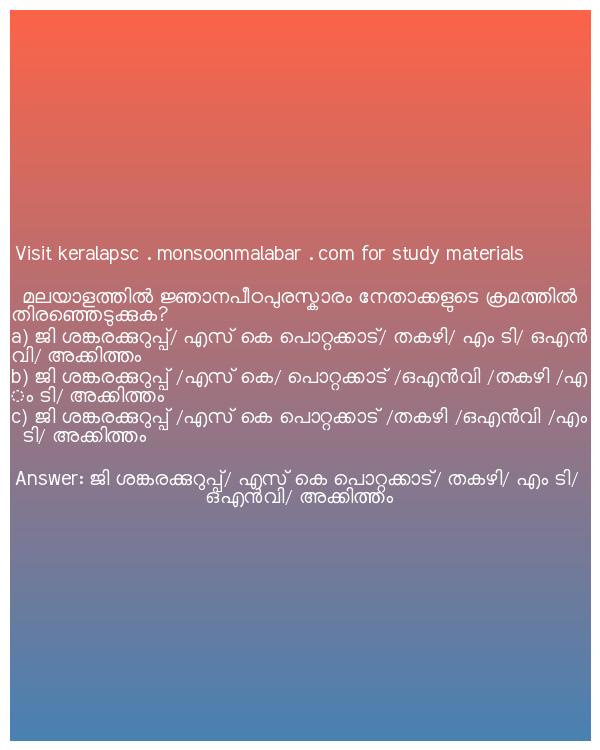 Visit keralapsc . monsoonmalabar . com for study materials
മലയാളത്തിൽ ജ്ഞാനപീഠപുരസ്കാരം നേതാക്കളുടെ ക്രമത്തിൽ
തിരഞ്ഞെടുക്കുക?
a) ജി ശങ്കരക്കുറുപ്പ്/ എസ് കെ പൊറ്റക്കാട്/ തകഴി/ എം ടി/ ഒഎൻ
വി/ അക്കിത്തം
b) ജി ശങ്കരക്കുറുപ്പ് /എസ് കെ/ പൊറ്റക്കാട് /ഒഎൻവി /തകഴി /എ
ം ടി/ അക്കിത്തം
c) ജി ശങ്കരക്കുറുപ്പ് /എസ് കെ പൊറ്റക്കാട് /തകഴി /ഒഎൻവി /എം
ടി/ അക്കിത്തം
Answer: ജി ശങ്കരക്കുറുപ്പ്/ എസ് കെ പൊറ്റക്കാട്/ തകഴി/ എം ടി/
ഒഎൻവി/ അക്കിത്തം